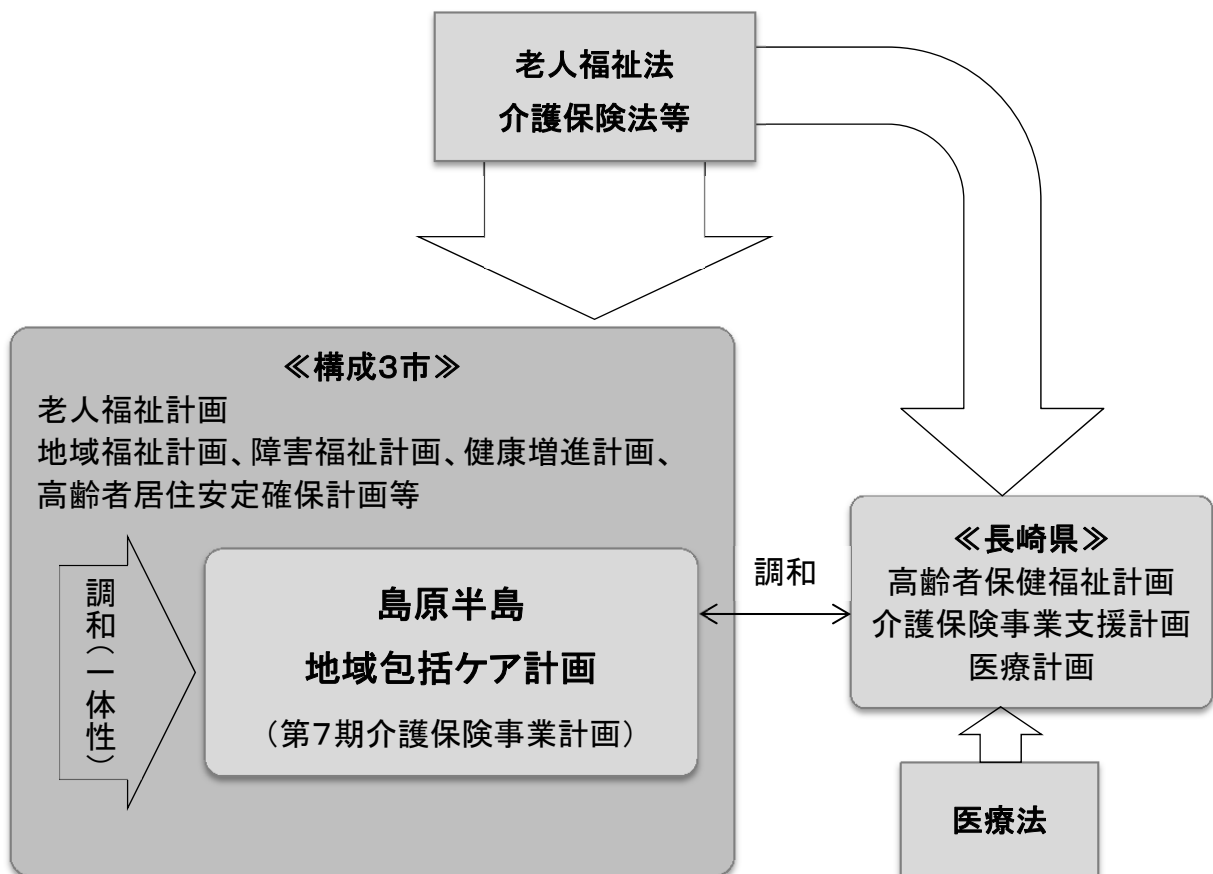 老人福祉法
介護保険法等
≪構成3市≫
老人福祉計画
地域福祉計画、障害福祉計画、健康増進計画、
高齢者居住安定確保計画等
調和（一体性）
島原半島
地域包括ケア計画
（第7期介護保険事業計画）
調和
≪長崎県≫
高齢者保健福祉計画
介護保険事業支援計画
医療計画
医療法